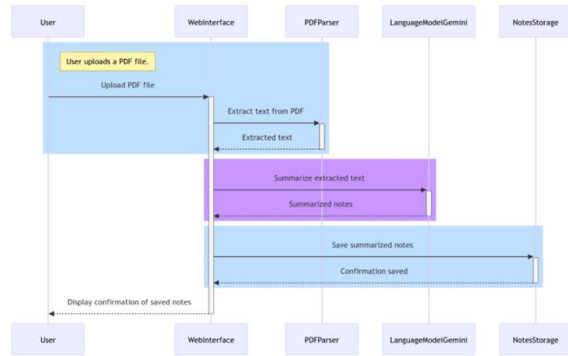 User
WebInterface
PDFParser
LanguageModelGemini
NotesStorage
User uploads a PDF file.
Upload PDF file
Extract text from PDF
Extracted text
Summarize extracted text
Summarized notes
Save summarized notes
Confirmation saved
Display confirmation of saved notes
User
WebInterface
PDFParser
LanguageModelGemini
NotesStorage